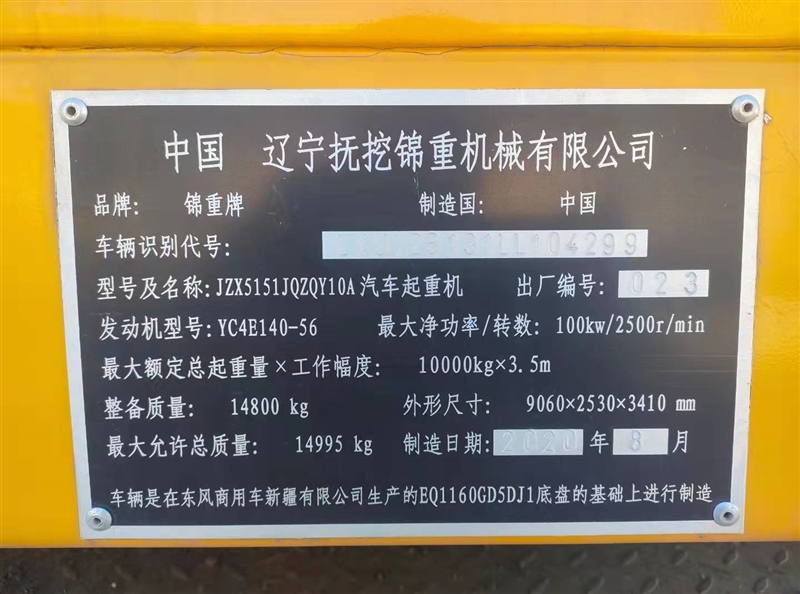 中国 辽宁抚挖锦重机械有限公司
品牌: 锦重牌 制造国: 中国
车辆识别代号:
型号及名称:JZX5151JQZQY10A汽车起重机 出厂编号: 023
发动机型号:YC4E140-56 最大净功率/转数: 100kw/2500r/min
最大额定总起重量×工作幅度: 10000kg×3.5m
整备质量: 14800 kg 外形尺寸: 9060×2530×3410 mm
最大允许总质量: 14995 kg 制造日期: 2020 年 8 月
车辆是在东风商用车新疆有限公司生产的EQ1160GD5DJ1底盘的基础上进行制造